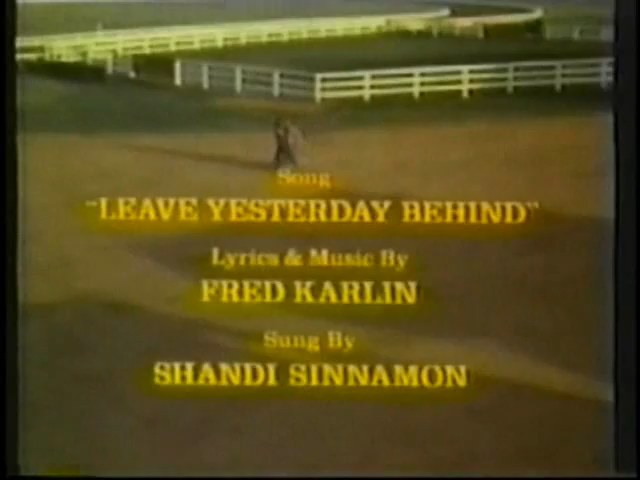 Song
"LEAVE YESTERDAY BEHIND"
Lyrics & Music By
FRED KARLIN
Sung By
SHANDI SINNAMON